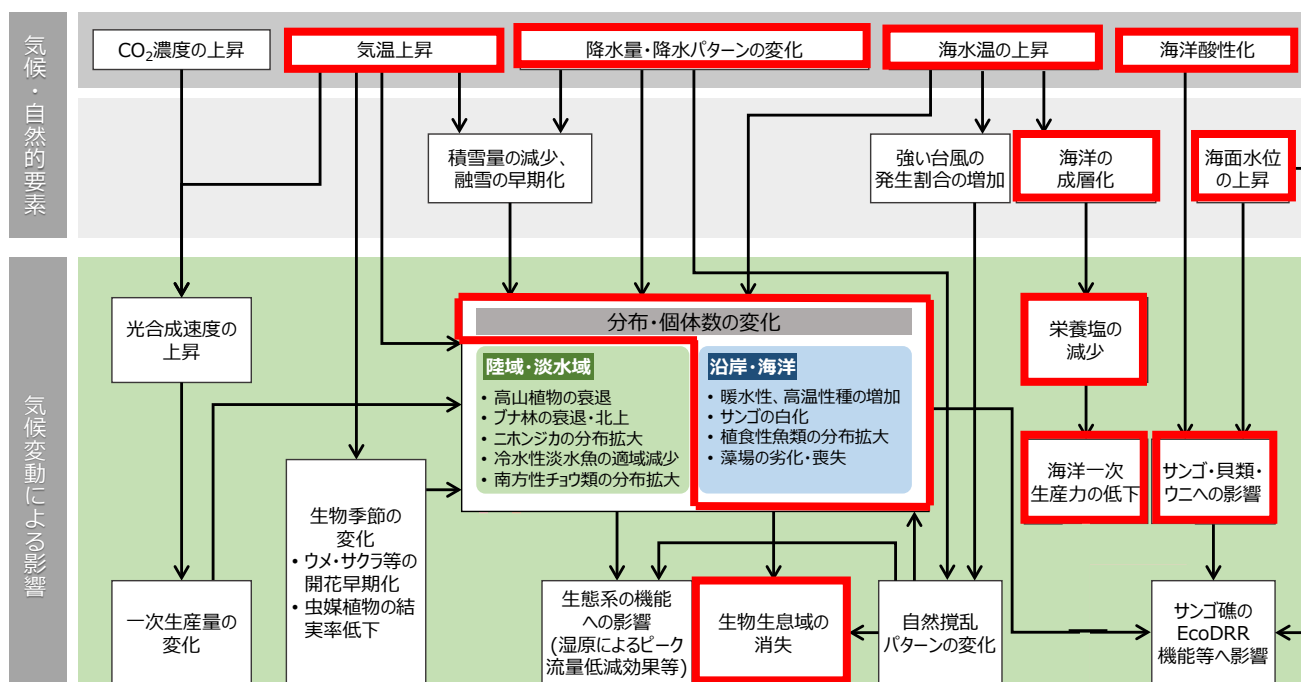 気候・自然的要素
CO₂濃度の上昇
気温上昇
降水量・降水パターンの変化
海水温の上昇
海洋酸性化
積雪量の減少、
融雪の早期化
強い台風の
発生割合の増加
海洋の
成層化
海面水位
の上昇
気候変動による影響
光合成速度の
上昇
分布・個体数の変化
陸域・淡水域
• 高山植物の衰退
• ブナ林の衰退・北上
• ニホンジカの分布拡大
• 冷水性淡水魚の適域減少
• 南方性チョウ類の分布拡大
沿岸・海洋
• 暖水性、高温性種の増加
• サンゴの白化
• 植食性魚類の分布拡大
• 藻場の劣化・喪失
栄養塩の
減少
海洋一次
生産力の低下
サンゴ・貝類・
ウニへの影響
生物季節の
変化
• ウメ・サクラ等の
開花早期化
• 虫媒植物の結
実率低下
一次生産量の
変化
生態系の機能
への影響
(湿原によるピーク
流量低減効果等)
生物生息域の
消失
自然撹乱
パターンの変化
サンゴ礁の
EcoDRR
機能等へ影響